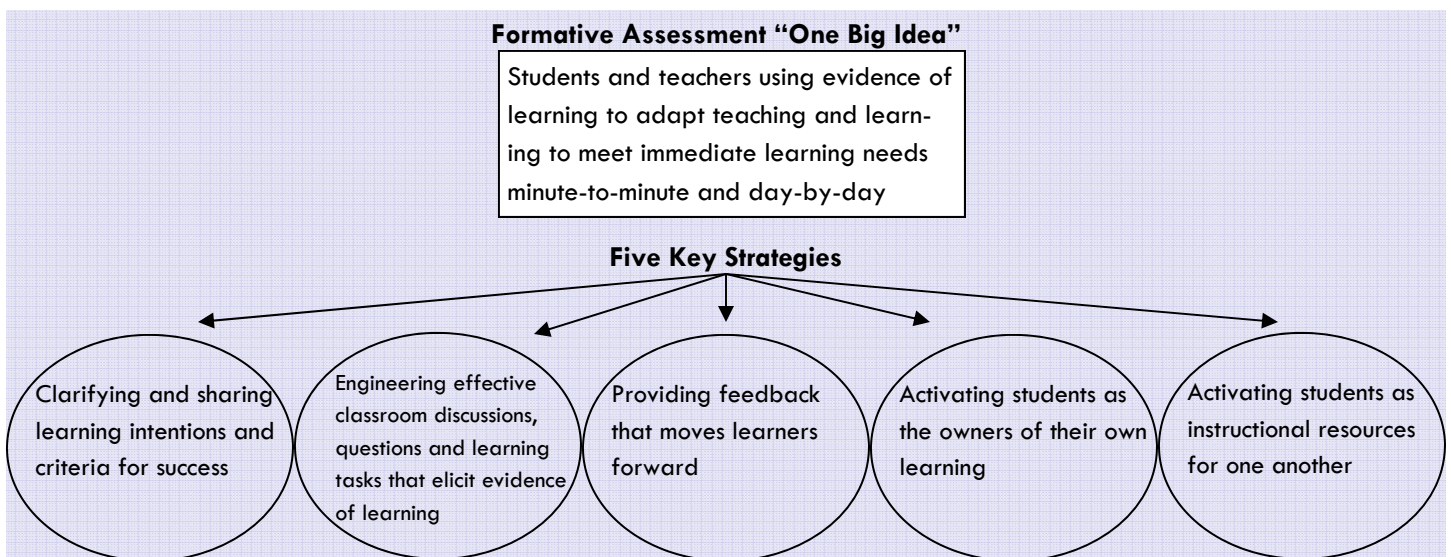 Formative Assessment “One Big Idea”
Students and teachers using evidence of
learning to adapt teaching and learn-
ing to meet immediate learning needs
minute-to-minute and day-by-day
Five Key Strategies
Clarifying and sharing
learning intentions and
criteria for success
Engineering effective
classroom discussions,
questions and learning
tasks that elicit evidence
of learning
Providing feedback
that moves learners
forward
Activating students as
the owners of their own
learning
Activating students as
instructional resources
for one another